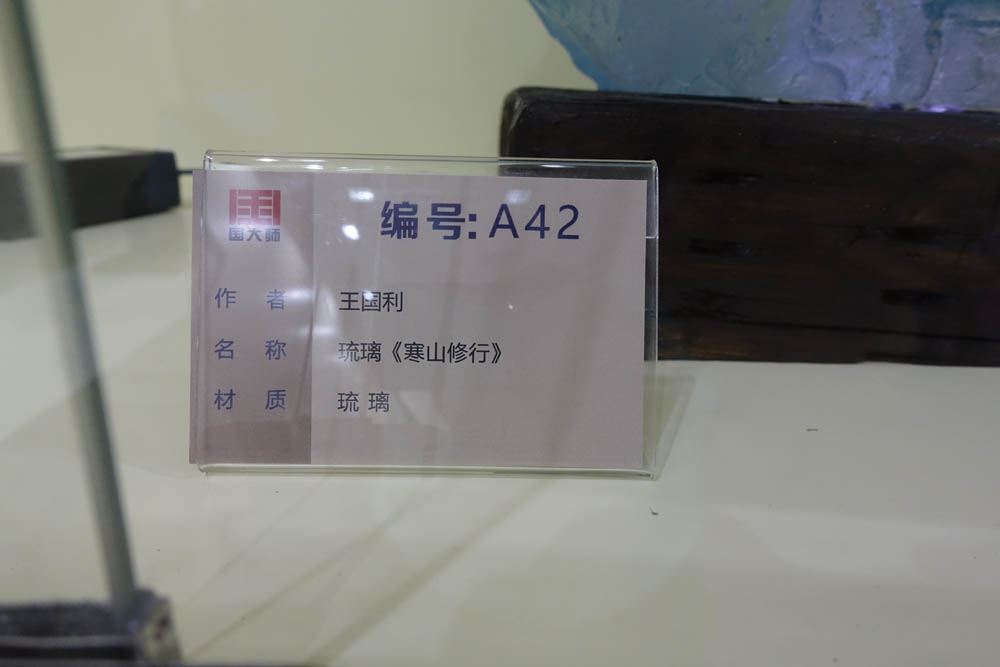 国大师
编号: A42
作 者 王国利
名 称 琉璃《寒山修行》
材 质 琉 璃